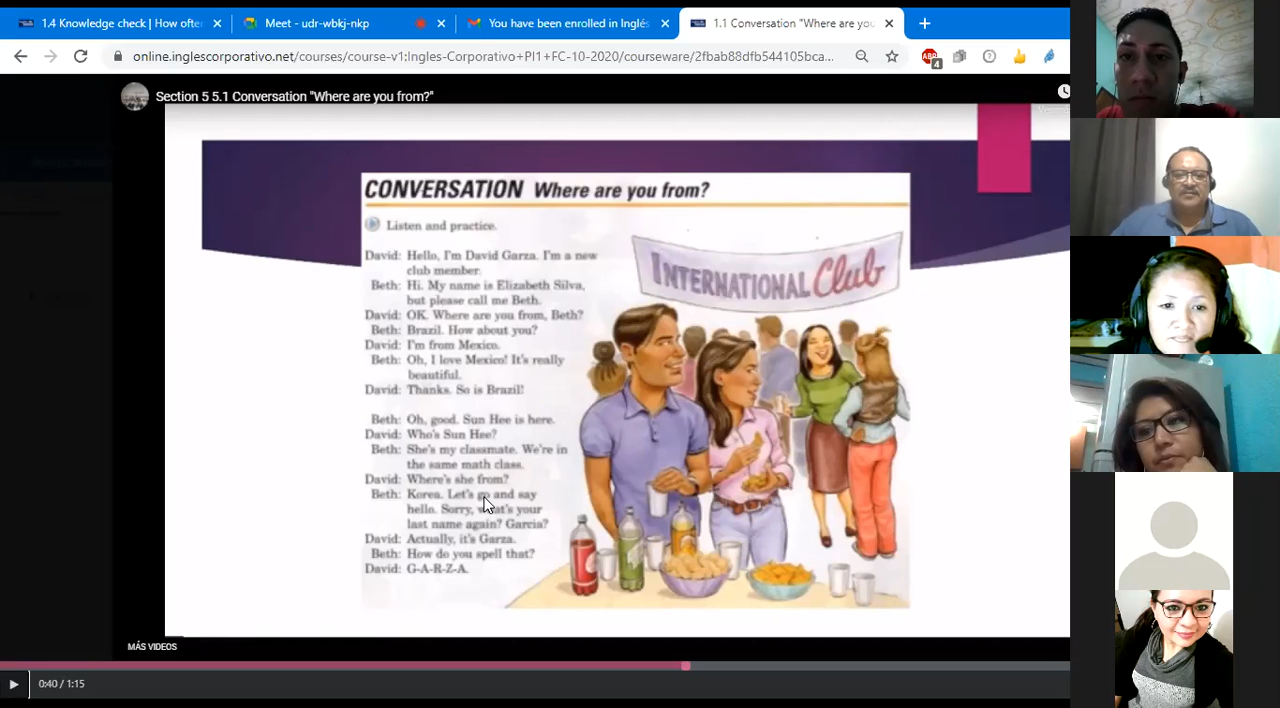 1.4 Knowledge check | How ofte
Meet - udr-wbkj-nkp
You have been enrolled in Inglés
1.1 Conversation "Where are you
online.inglescorporativo.net/courses/course-v1:Ingles-Corporativo+PI1+FC-10-2020/courseware/2fbab88dfb544105bca...
ABP
4
Section 5 5.1 Conversation "Where are you from?"
CONVERSATION Where are you from?
Listen and practice.
David: Hello, I'm David Garza. I'm a new
club member.
Beth: Hi. My name is Elizabeth Silva,
but please call me Beth.
David: OK. Where are you from, Beth?
Beth: Brazil. How about you?
David: I'm from Mexico.
Beth: Oh, I love Mexico! It's really
beautiful.
David: Thanks. So is Brazil!
Beth: Oh, good. Sun Hee is here.
David: Who's Sun Hee?
Beth: She's my classmate. We're in
the same math class.
David: Where's she from?
Beth: Korea. Let's go and say
hello. Sorry, what's your
last name again? Garcia?
David: Actually, it's Garza.
Beth: How do you spell that?
David: G-A-R-Z-A.
INTERNATIONAL Club
MÁS VIDEOS
0:40 / 1:15